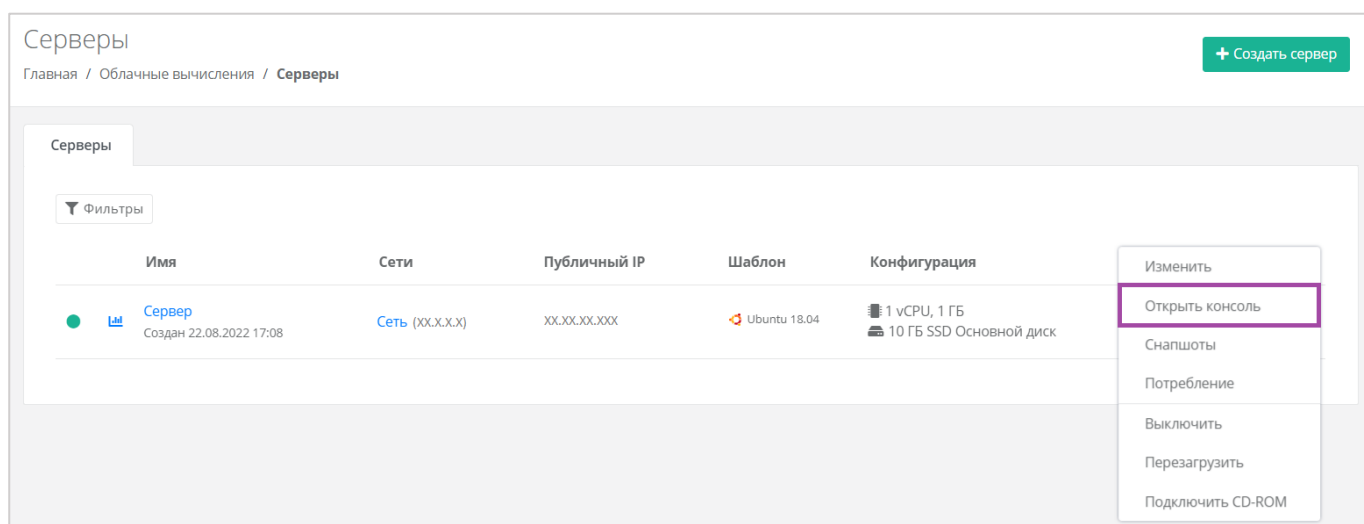 Серверы
+ Создать сервер
Главная / Облачные вычисления / Серверы
Серверы
Фильтры
Имя Сети Публичный IP Шаблон Конфигурация
Сервер
Создан 22.08.2022 17:08
Сеть (XX.X.X.X)
XX.XX.XX.XXX
Ubuntu 18.04
1 vCPU, 1 ГБ
10 ГБ SSD Основной диск
Изменить
Открыть консоль
Снапшоты
Потребление
Выключить
Перезагрузить
Подключить CD-ROM